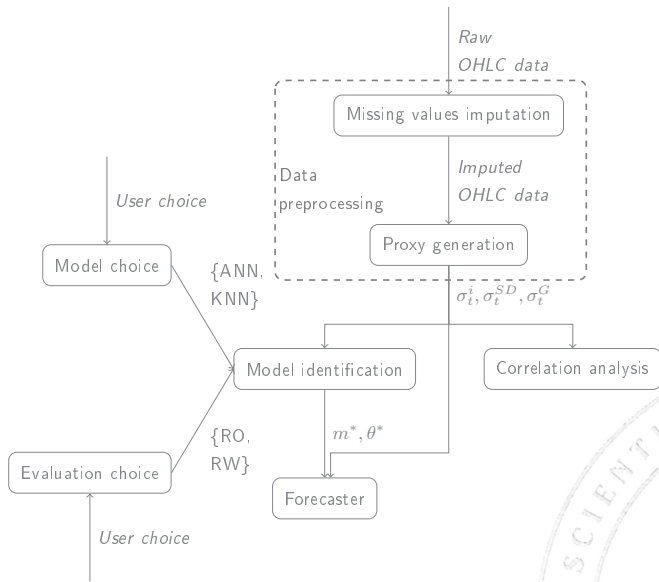 Raw
OHLC data
Missing values imputation
Data
preprocessing
Imputed
OHLC data
User choice
Proxy generation
Model choice
{ANN,
KNN}
σ_t^i, σ_t^{SD}, σ_t^G
Model identification
Correlation analysis
{RO,
RW}
m*, θ*
Evaluation choice
Forecaster
User choice
SCIENTI